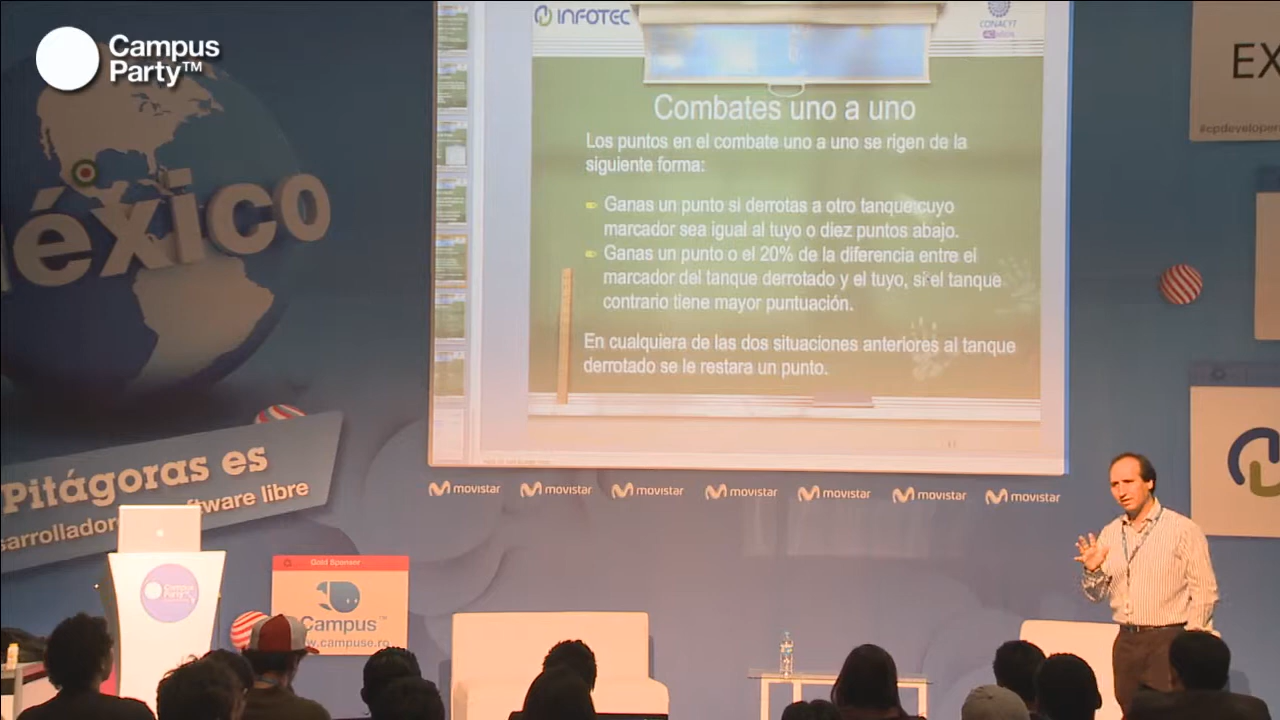 Campus
Party™
INFOTEC
CONACYT
EX
#cpdeveloper
Combates uno a uno
Los puntos en el combate uno a uno se rigen de la
siguiente forma:
Ganas un punto si derrotas a otro tanque cuyo
marcador sea igual al tuyo o diez puntos abajo.
Ganas un punto o el 20% de la diferencia entre el
marcador del tanque derrotado y el tuyo, si el tanque
contrario tiene mayor puntuación.
En cualquiera de las dos situaciones anteriores al tanque
derrotado se le restara un punto.
éxico
Pitágoras es
sarrollador
tware libre
movistar movistar movistar movistar movistar movistar movistar
Gold Sponsor
Campus™
w.campuse.ro
Campus
Party